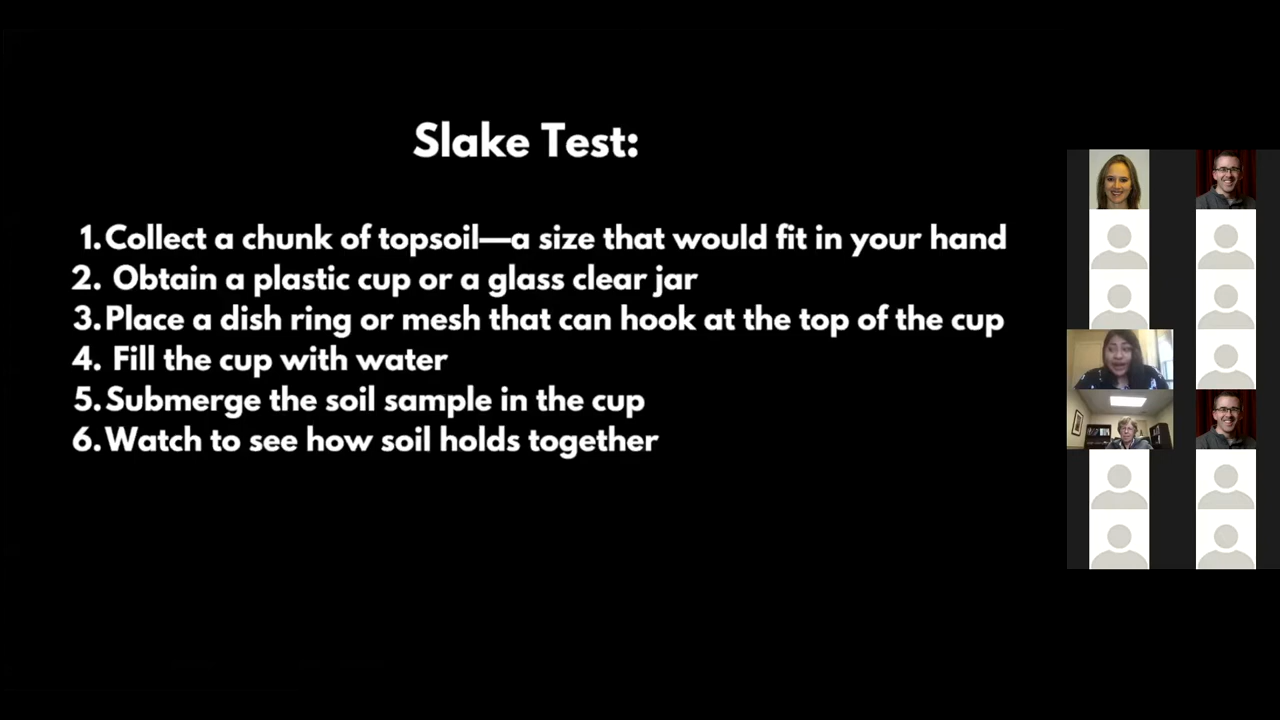 Slake Test:
1. Collect a chunk of topsoil—a size that would fit in your hand
2. Obtain a plastic cup or a glass clear jar
3. Place a dish ring or mesh that can hook at the top of the cup
4. Fill the cup with water
5. Submerge the soil sample in the cup
6. Watch to see how soil holds together